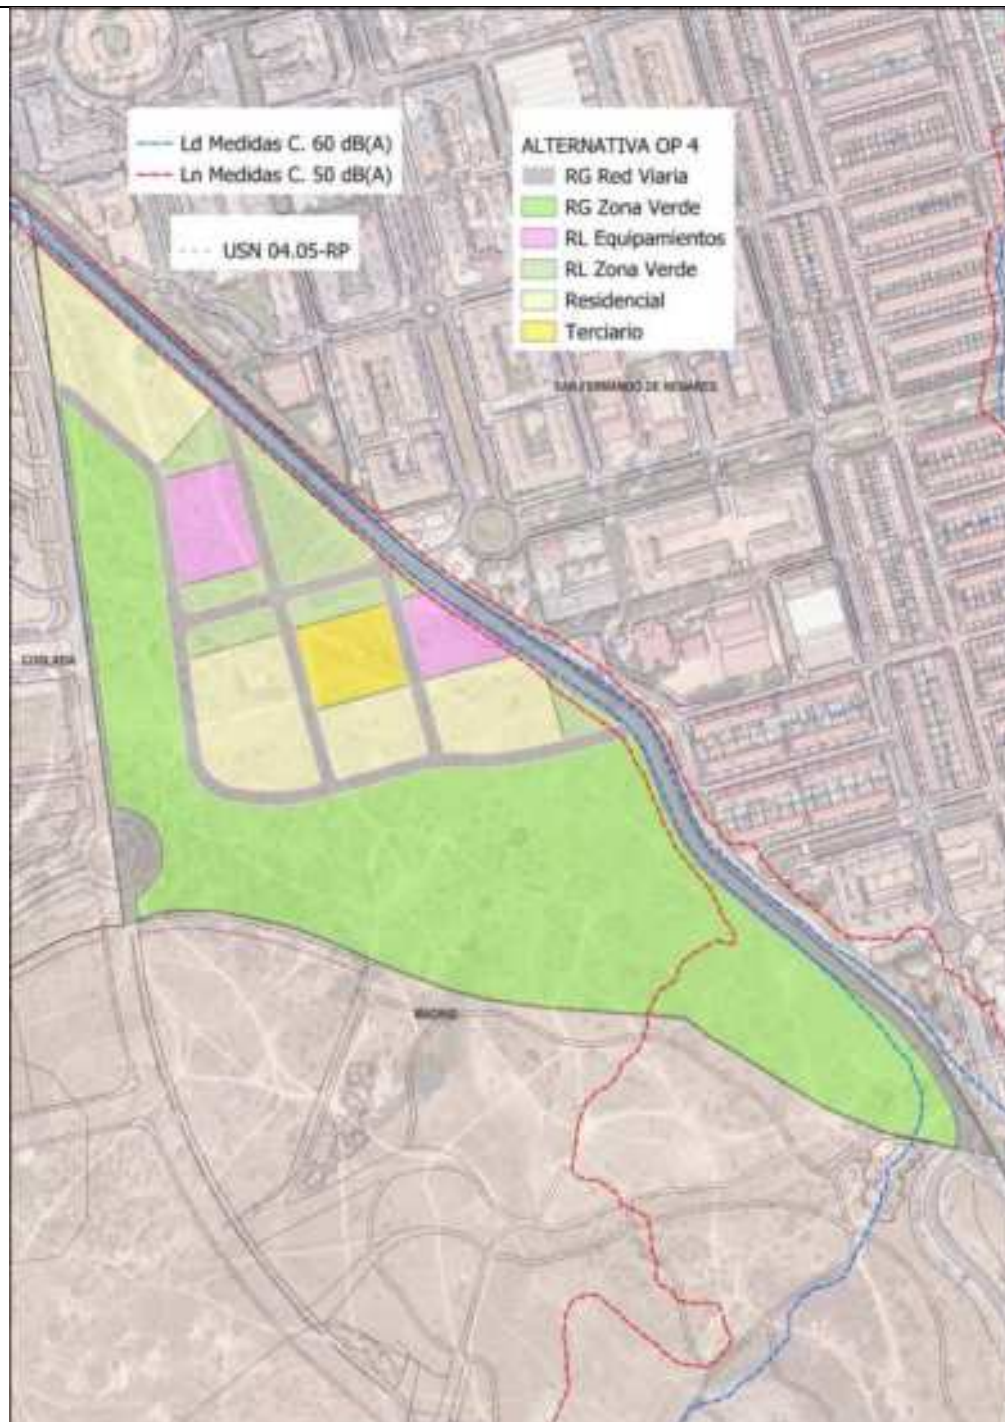 Ld Medidas C. 60 dB(A)
Ln Medidas C. 50 dB(A)
USN 04.05-RP
ALTERNATIVA OP 4
RG Red Viaria
RG Zona Verde
RL Equipamientos
RL Zona Verde
Residencial
Terciario
SAN FERNANDO DE HENARES
COSLADA
MADRID